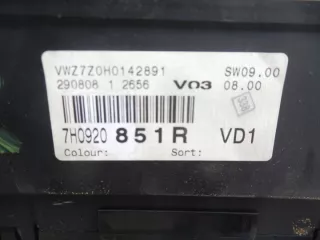 VWZ7Z0H0142891 SW09.00
290808 1 2656 V03 08.00
7H0920 851R VD1
Colour: Sort: